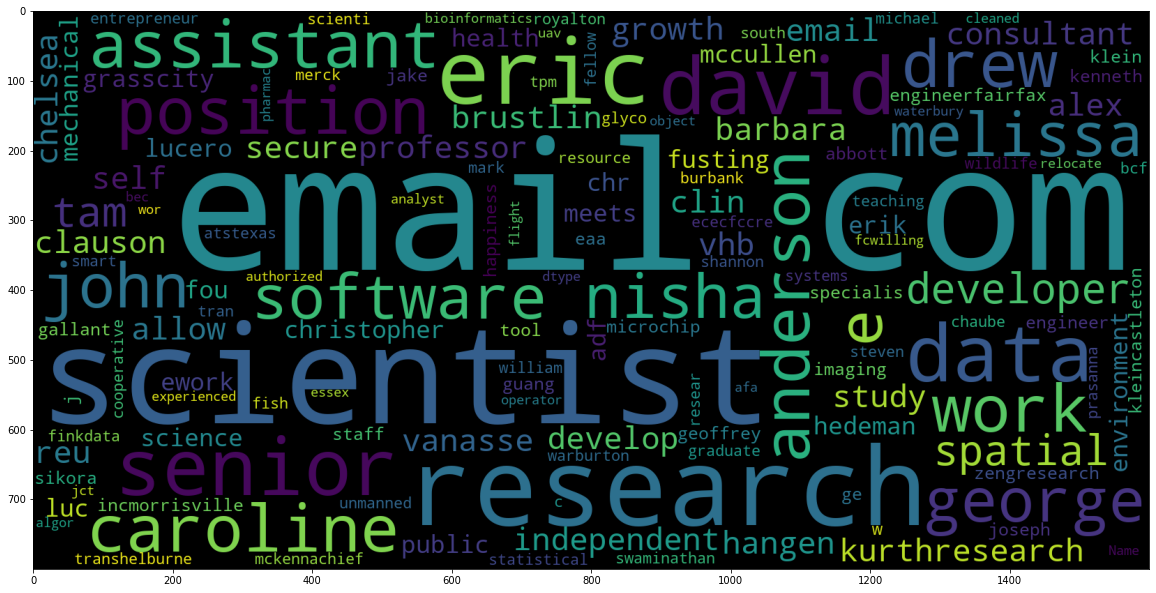 0
100
200
300
400
500
600
700
0
200
400
600
800
1000
1200
1400
entrepreneur
scienti
bioinformatics
royalton
michael
cleaned
chelsea
assistant
health
uav
growth
south
email
consultant
mechanical
eric
fellow
mccullen
drew
klein
grasscity
merck
jake
tpm
david
kenneth
pharmac
position
brustlin
glyco
object
engineerfairfax
waterbury
alex
barbara
melissa
lucero
secure
professor
resource
mark
fusting
burbank
abbott
wildlife
relocate
bcf
self
bec
wor
email
analyst
chr
clin
anderson
com
teaching
tam
atstexas
happiness
flight
meets
eaa
ececfccre
erik
fcwilling
clauson
smart
authorized
dtype
vhb
shannon
systems
john
fou
software
nisha
specialis
developer
kleincastleton
tran
gallant
allow
christopher
tool
adf
microchip
e
chaube
engineer
cooperative
scientist
steven
data
environment
prasanna
j
ework
experienced
fish
essex
william
guang
operator
resear
afa
imaging
study
work
finkdata
science
staff
vanasse
develop
geoffrey
graduate
hedeman
spatial
reu
sikora
senior
warburton
research
zengresearch
jct
luc
incmorrisville
unmanned
c
ge
george
algor
caroline
public
independent
hangen
w
joseph
kurthresearch
Name
transhelburne
mckennachief
statistical
swaminathan